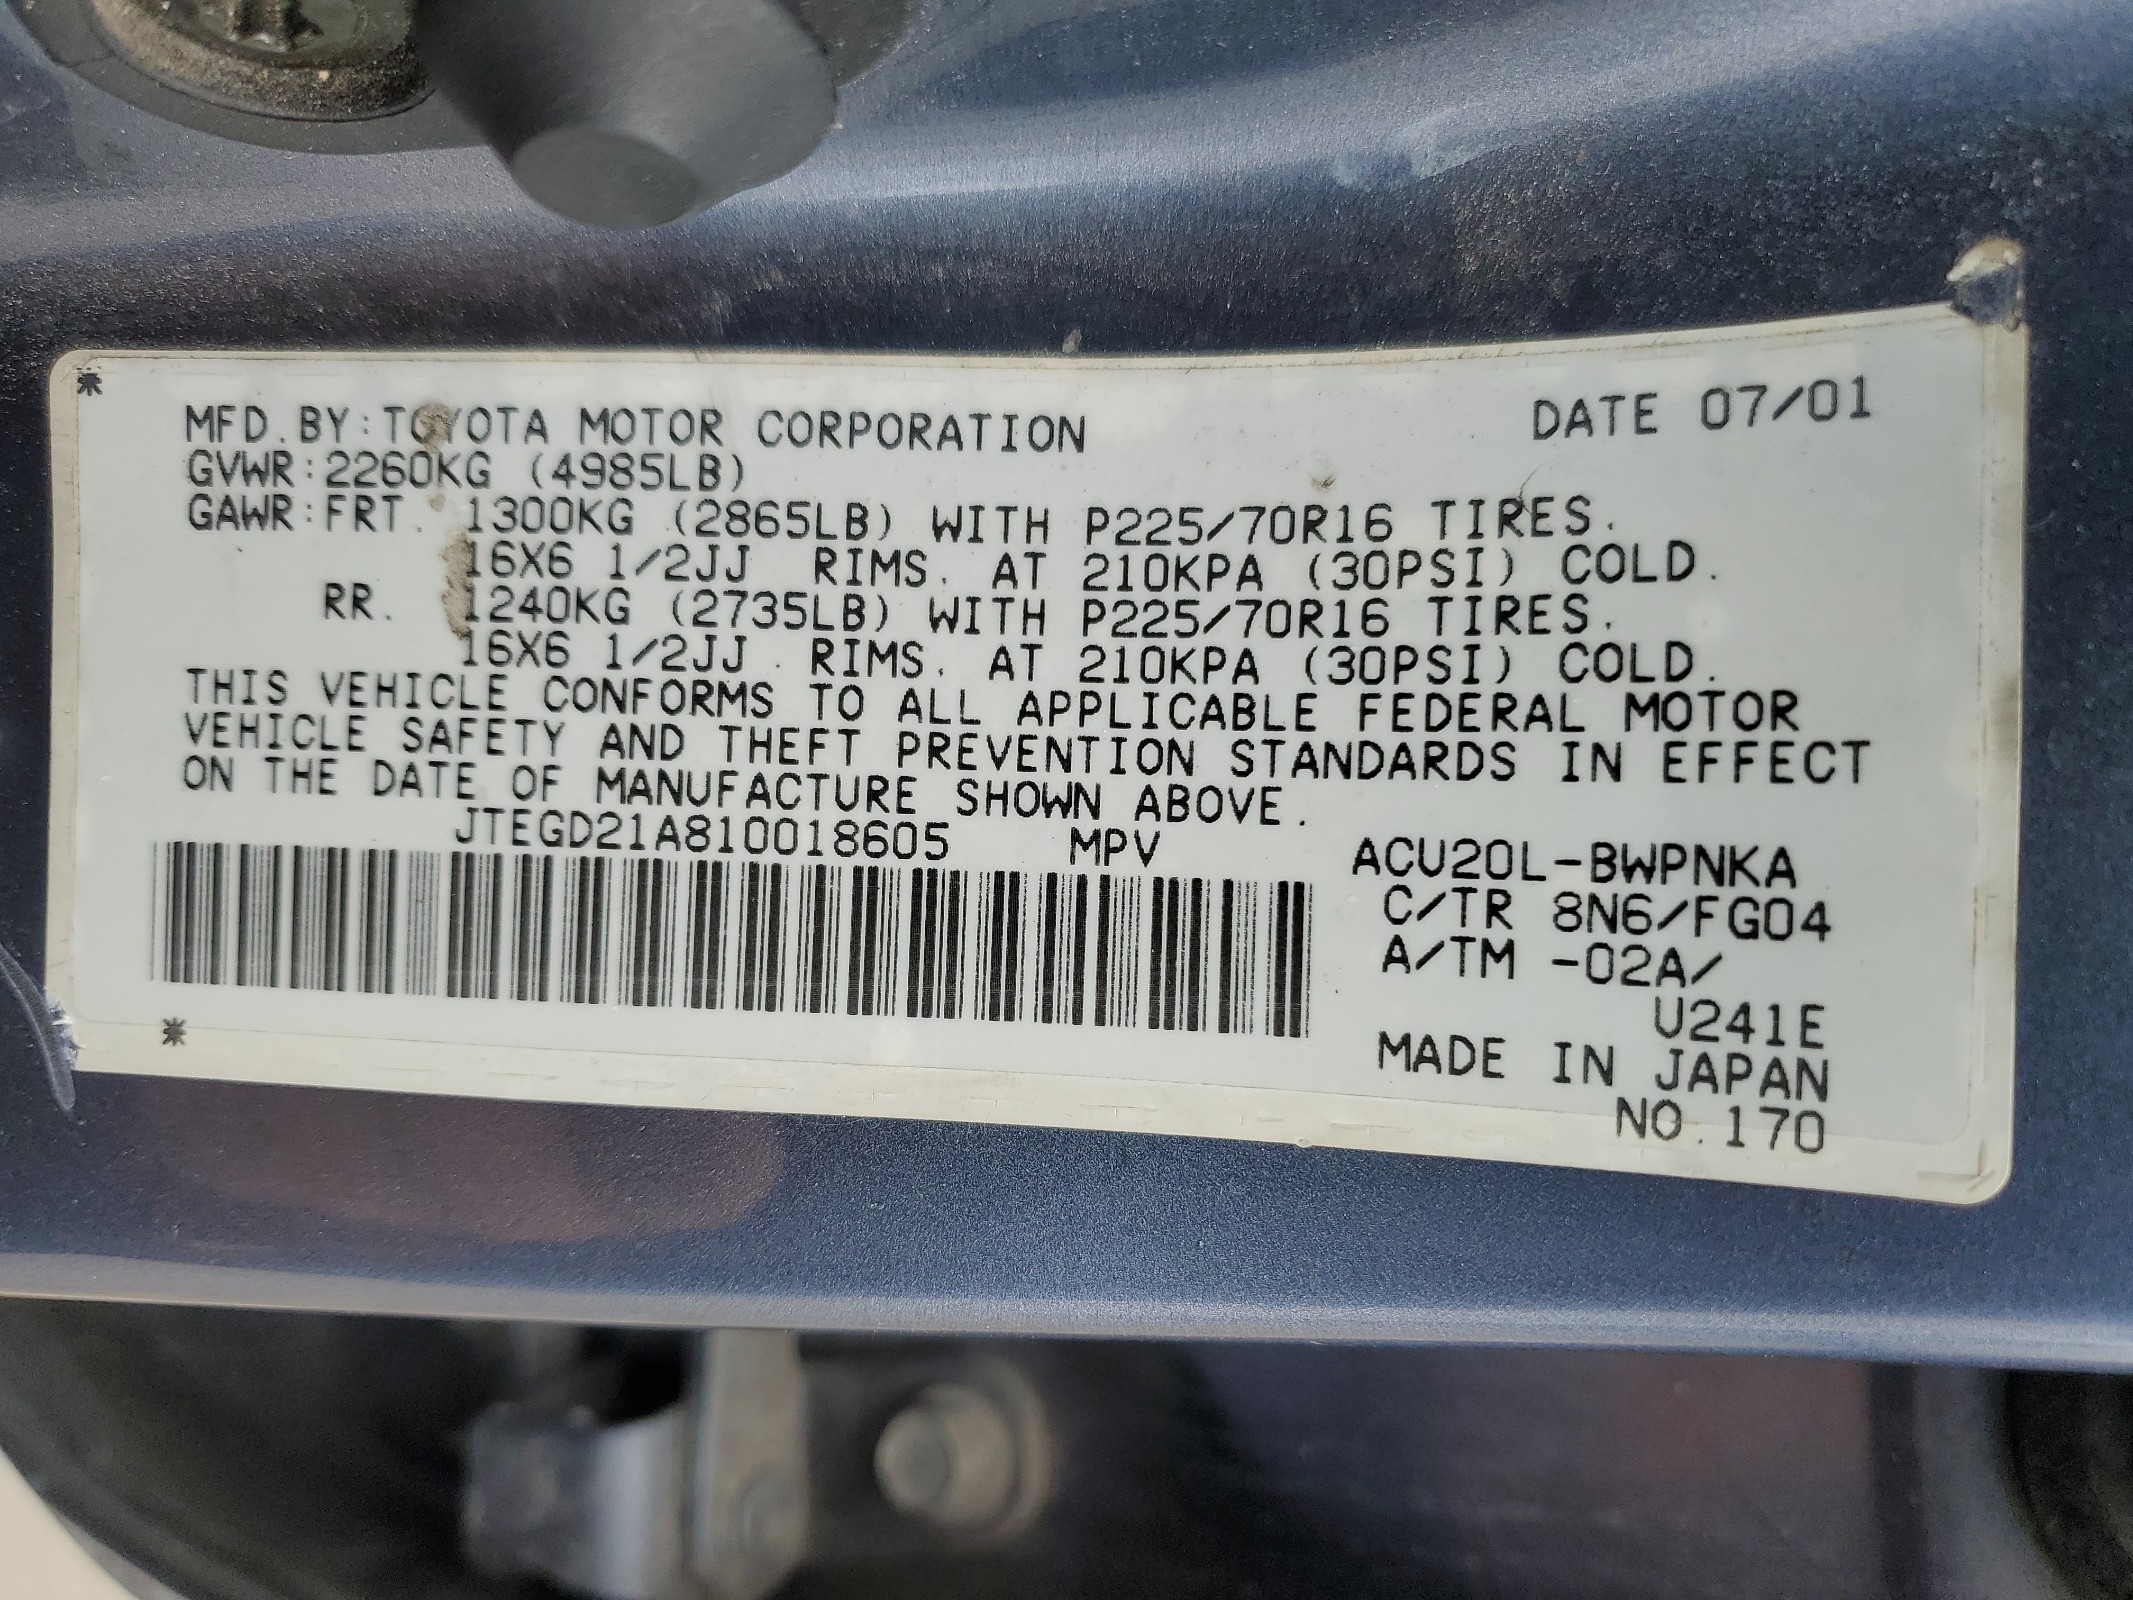 MFD.BY:TOYOTA MOTOR CORPORATION DATE 07/01
GVWR:2260KG (4985LB)
GAWR:FRT. 1300KG (2865LB) WITH P225/70R16 TIRES.
16X6 1/2JJ RIMS. AT 210KPA (30PSI) COLD.
RR. 1240KG (2735LB) WITH P225/70R16 TIRES.
16X6 1/2JJ RIMS. AT 210KPA (30PSI) COLD.
THIS VEHICLE CONFORMS TO ALL APPLICABLE FEDERAL MOTOR
VEHICLE SAFETY AND THEFT PREVENTION STANDARDS IN EFFECT
ON THE DATE OF MANUFACTURE SHOWN ABOVE.
JTEGD21A810018605 MPV
ACU20L-BWPNKA
C/TR 8N6/FG04
A/TM -02A/
U241E
MADE IN JAPAN
NO.170